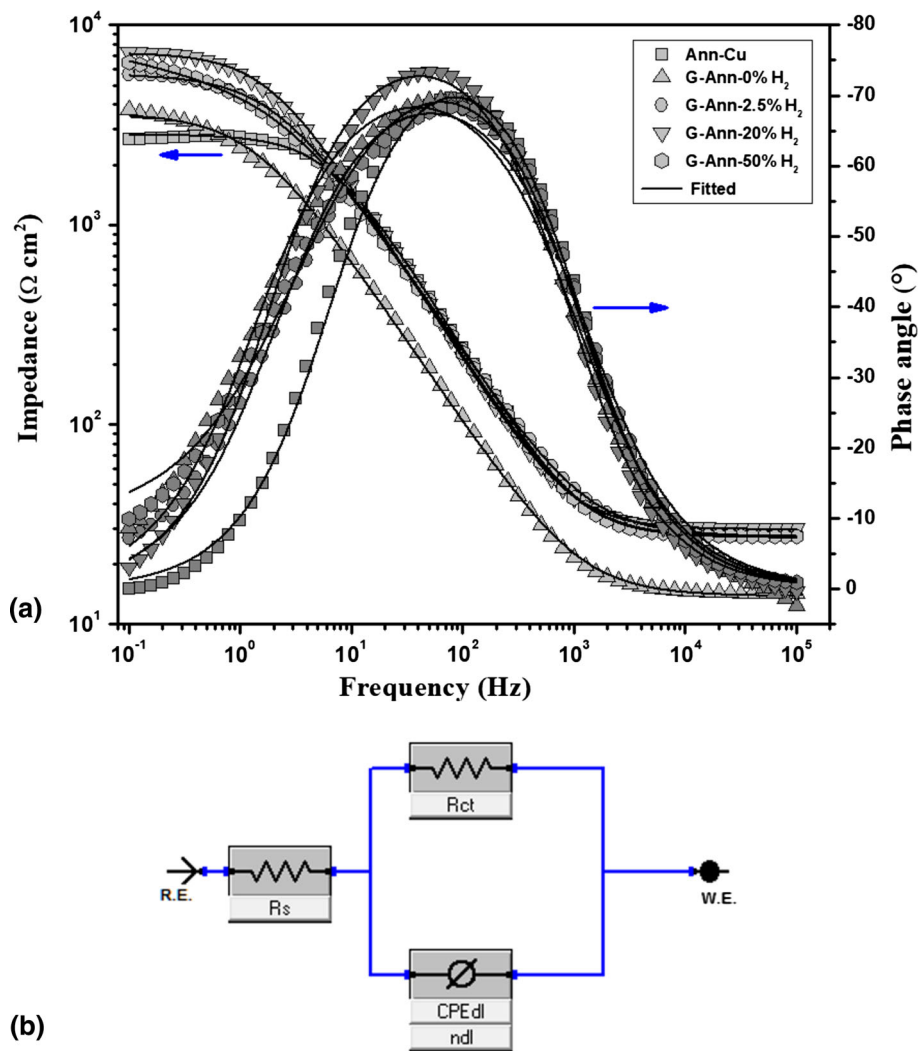 10⁴
10³
10²
10¹
Impedance (Ω cm²)
-80
-70
-60
-50
-40
-30
-20
-10
0
Phase angle (°)
Ann-Cu
G-Ann-0% H₂
G-Ann-2.5% H₂
G-Ann-20% H₂
G-Ann-50% H₂
Fitted
(a)
10⁻¹ 10⁰ 10¹ 10² 10³ 10⁴ 10⁵
Frequency (Hz)
Rct
R.E.
Rs
W.E.
CPEdl
ndl
(b)